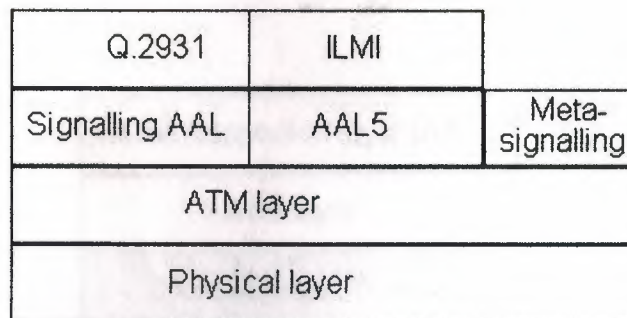 Q.2931 ILMI
Signalling AAL AAL5 Meta-
signalling
ATM layer
Physical layer